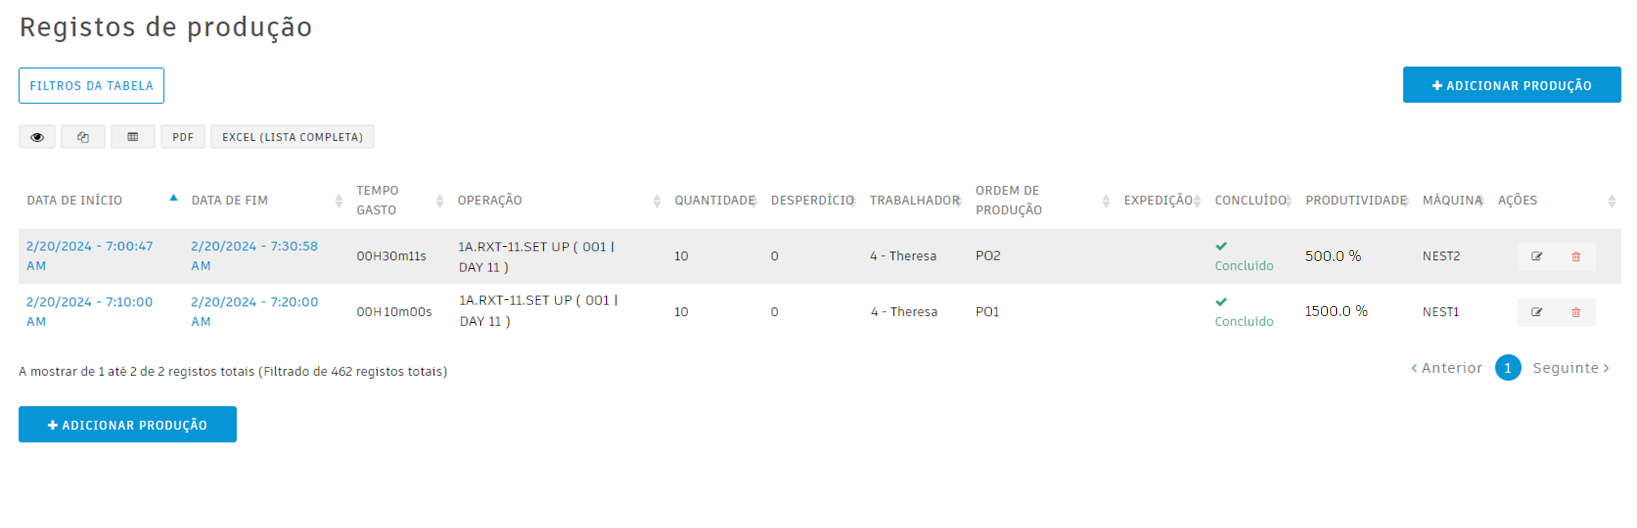 Registos de produção
FILTROS DA TABELA
+ ADICIONAR PRODUÇÃO
PDF EXCEL (LISTA COMPLETA)
DATA DE INÍCIO DATA DE FIM TEMPO GASTO OPERAÇÃO QUANTIDADE DESPERDÍCIO TRABALHADOR ORDEM DE PRODUÇÃO EXPEDIÇÃO CONCLUÍDO PRODUTIVIDADE MÁQUINA AÇÕES
2/20/2024 - 7:00:47 AM 2/20/2024 - 7:30:58 AM 00H30m11s 1A.RXT-11.SET UP ( 001 | DAY 11 ) 10 0 4 - Theresa PO2 Concluído 500.0 % NEST2
2/20/2024 - 7:10:00 AM 2/20/2024 - 7:20:00 AM 00H10m00s 1A.RXT-11.SET UP ( 001 | DAY 11 ) 10 0 4 - Theresa PO1 Concluído 1500.0 % NEST1
A mostrar de 1 até 2 de 2 registos totais (Filtrado de 462 registos totais)
‹ Anterior 1 Seguinte ›
+ ADICIONAR PRODUÇÃO